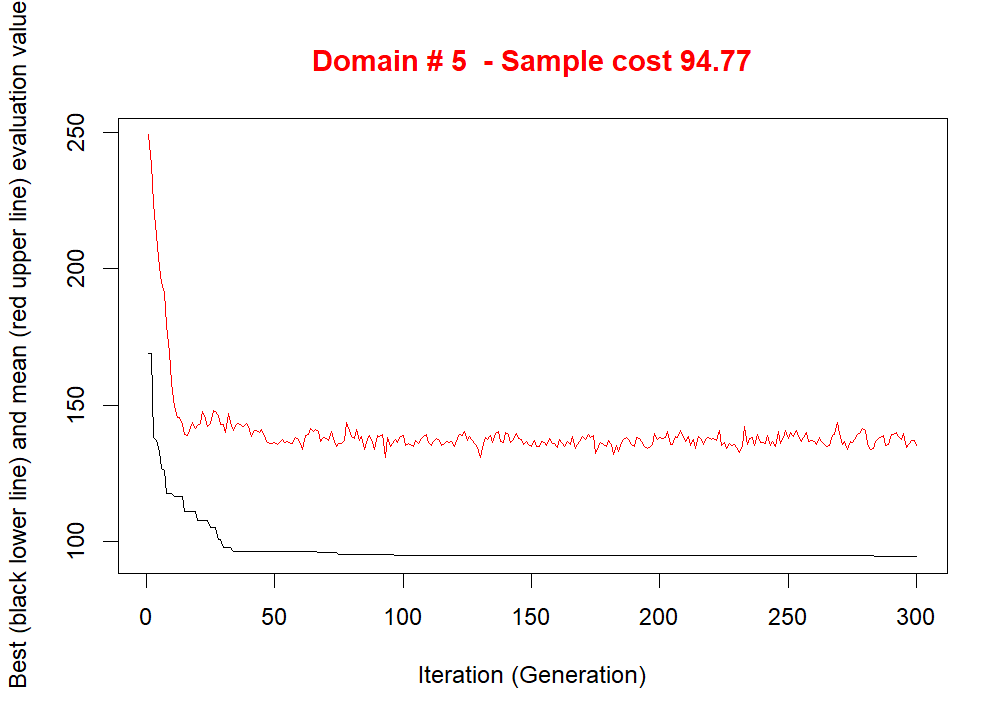 Domain # 5  - Sample cost 94.77
Best (black lower line) and mean (red upper line) evaluation value
250
200
150
100
0 50 100 150 200 250 300
Iteration (Generation)